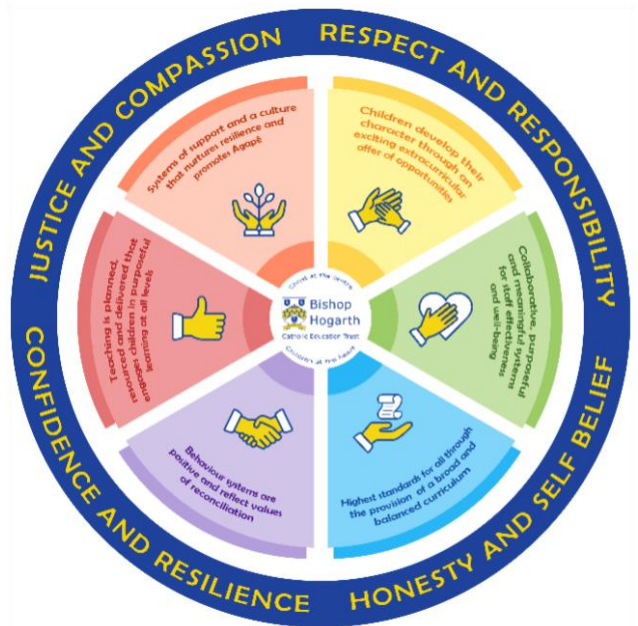 JUSTICE AND COMPASSION
RESPECT AND RESPONSIBILITY
HONESTY AND SELF BELIEF
CONFIDENCE AND RESILIENCE
Systems of support and a culture
that nurtures resilience and
promotes Agapè
Children develop their
character through an
exciting extracurricular
offer of opportunities
Collaborative, purposeful
and meaningful systems
for staff effectiveness
and well-being
Highest standards for all through
the provision of a broad and
balanced curriculum
Behaviour systems are
positive and reflect values
of reconciliation
Teaching is planned,
resourced and delivered that
engages children in purposeful
learning at all levels
Christ at the centre
Bishop
Hogarth
Catholic Education Trust
Children at the heart